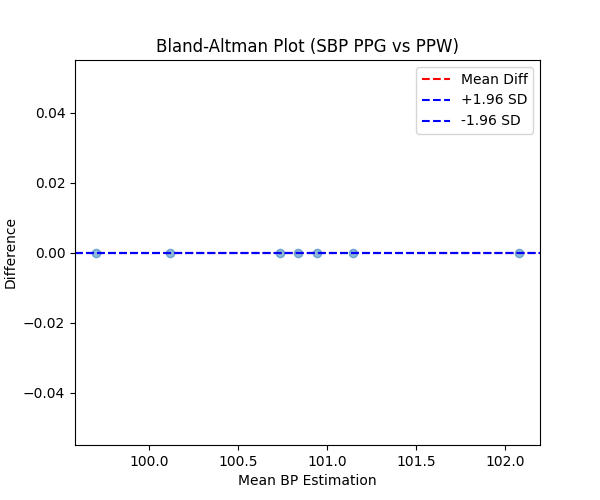 Bland-Altman Plot (SBP PPG vs PPW)
Mean Diff
+1.96 SD
-1.96 SD
0.04
0.02
0.00
−0.02
−0.04
Difference
100.0 100.5 101.0 101.5 102.0
Mean BP Estimation